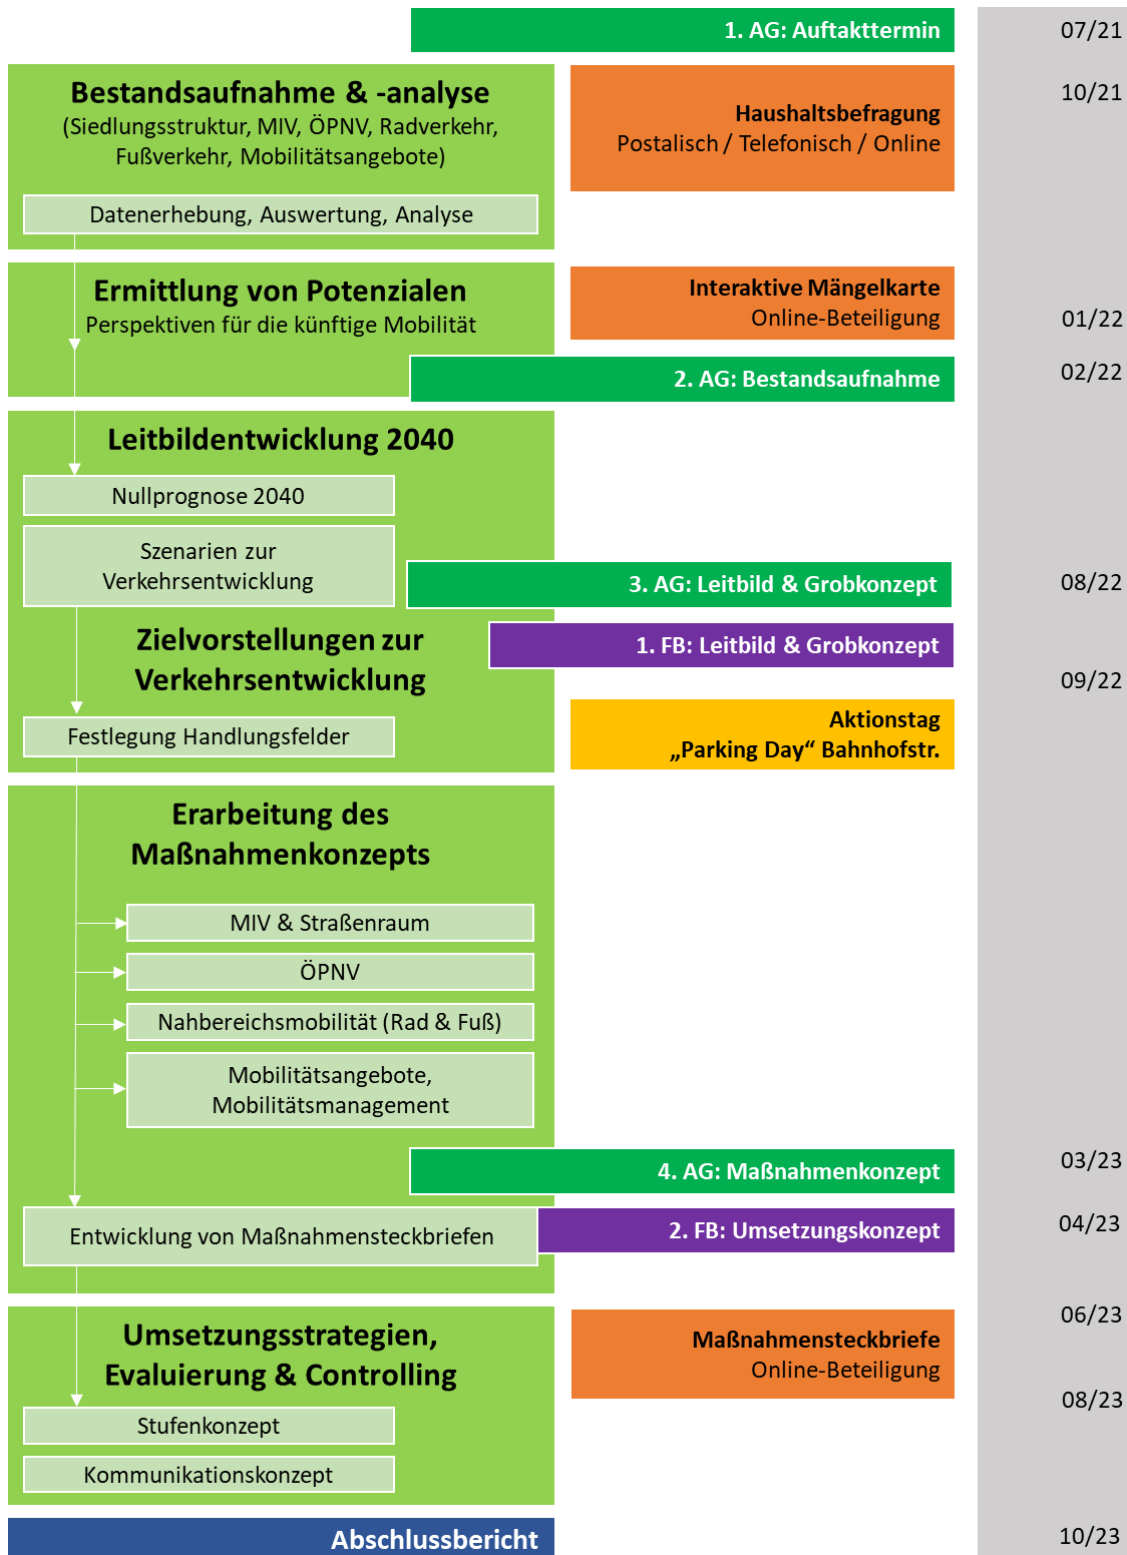 1. AG: Auftakttermin
07/21
Bestandsaufnahme & -analyse
(Siedlungsstruktur, MIV, ÖPNV, Radverkehr,
Fußverkehr, Mobilitätsangebote)
Datenerhebung, Auswertung, Analyse
Haushaltsbefragung
Postalisch / Telefonisch / Online
10/21
Ermittlung von Potenzialen
Perspektiven für die künftige Mobilität
Interaktive Mängelkarte
Online-Beteiligung
01/22
2. AG: Bestandsaufnahme
02/22
Leitbildentwicklung 2040
Nullprognose 2040
Szenarien zur
Verkehrsentwicklung
3. AG: Leitbild & Grobkonzept
08/22
Zielvorstellungen zur
Verkehrsentwicklung
1. FB: Leitbild & Grobkonzept
09/22
Festlegung Handlungsfelder
Aktionstag
„Parking Day“ Bahnhofstr.
Erarbeitung des
Maßnahmenkonzepts
MIV & Straßenraum
ÖPNV
Nahbereichsmobilität (Rad & Fuß)
Mobilitätsangebote,
Mobilitätsmanagement
4. AG: Maßnahmenkonzept
03/23
Entwicklung von Maßnahmensteckbriefen
2. FB: Umsetzungskonzept
04/23
Umsetzungsstrategien,
Evaluierung & Controlling
06/23
Maßnahmensteckbriefe
Online-Beteiligung
08/23
Stufenkonzept
Kommunikationskonzept
Abschlussbericht
10/23